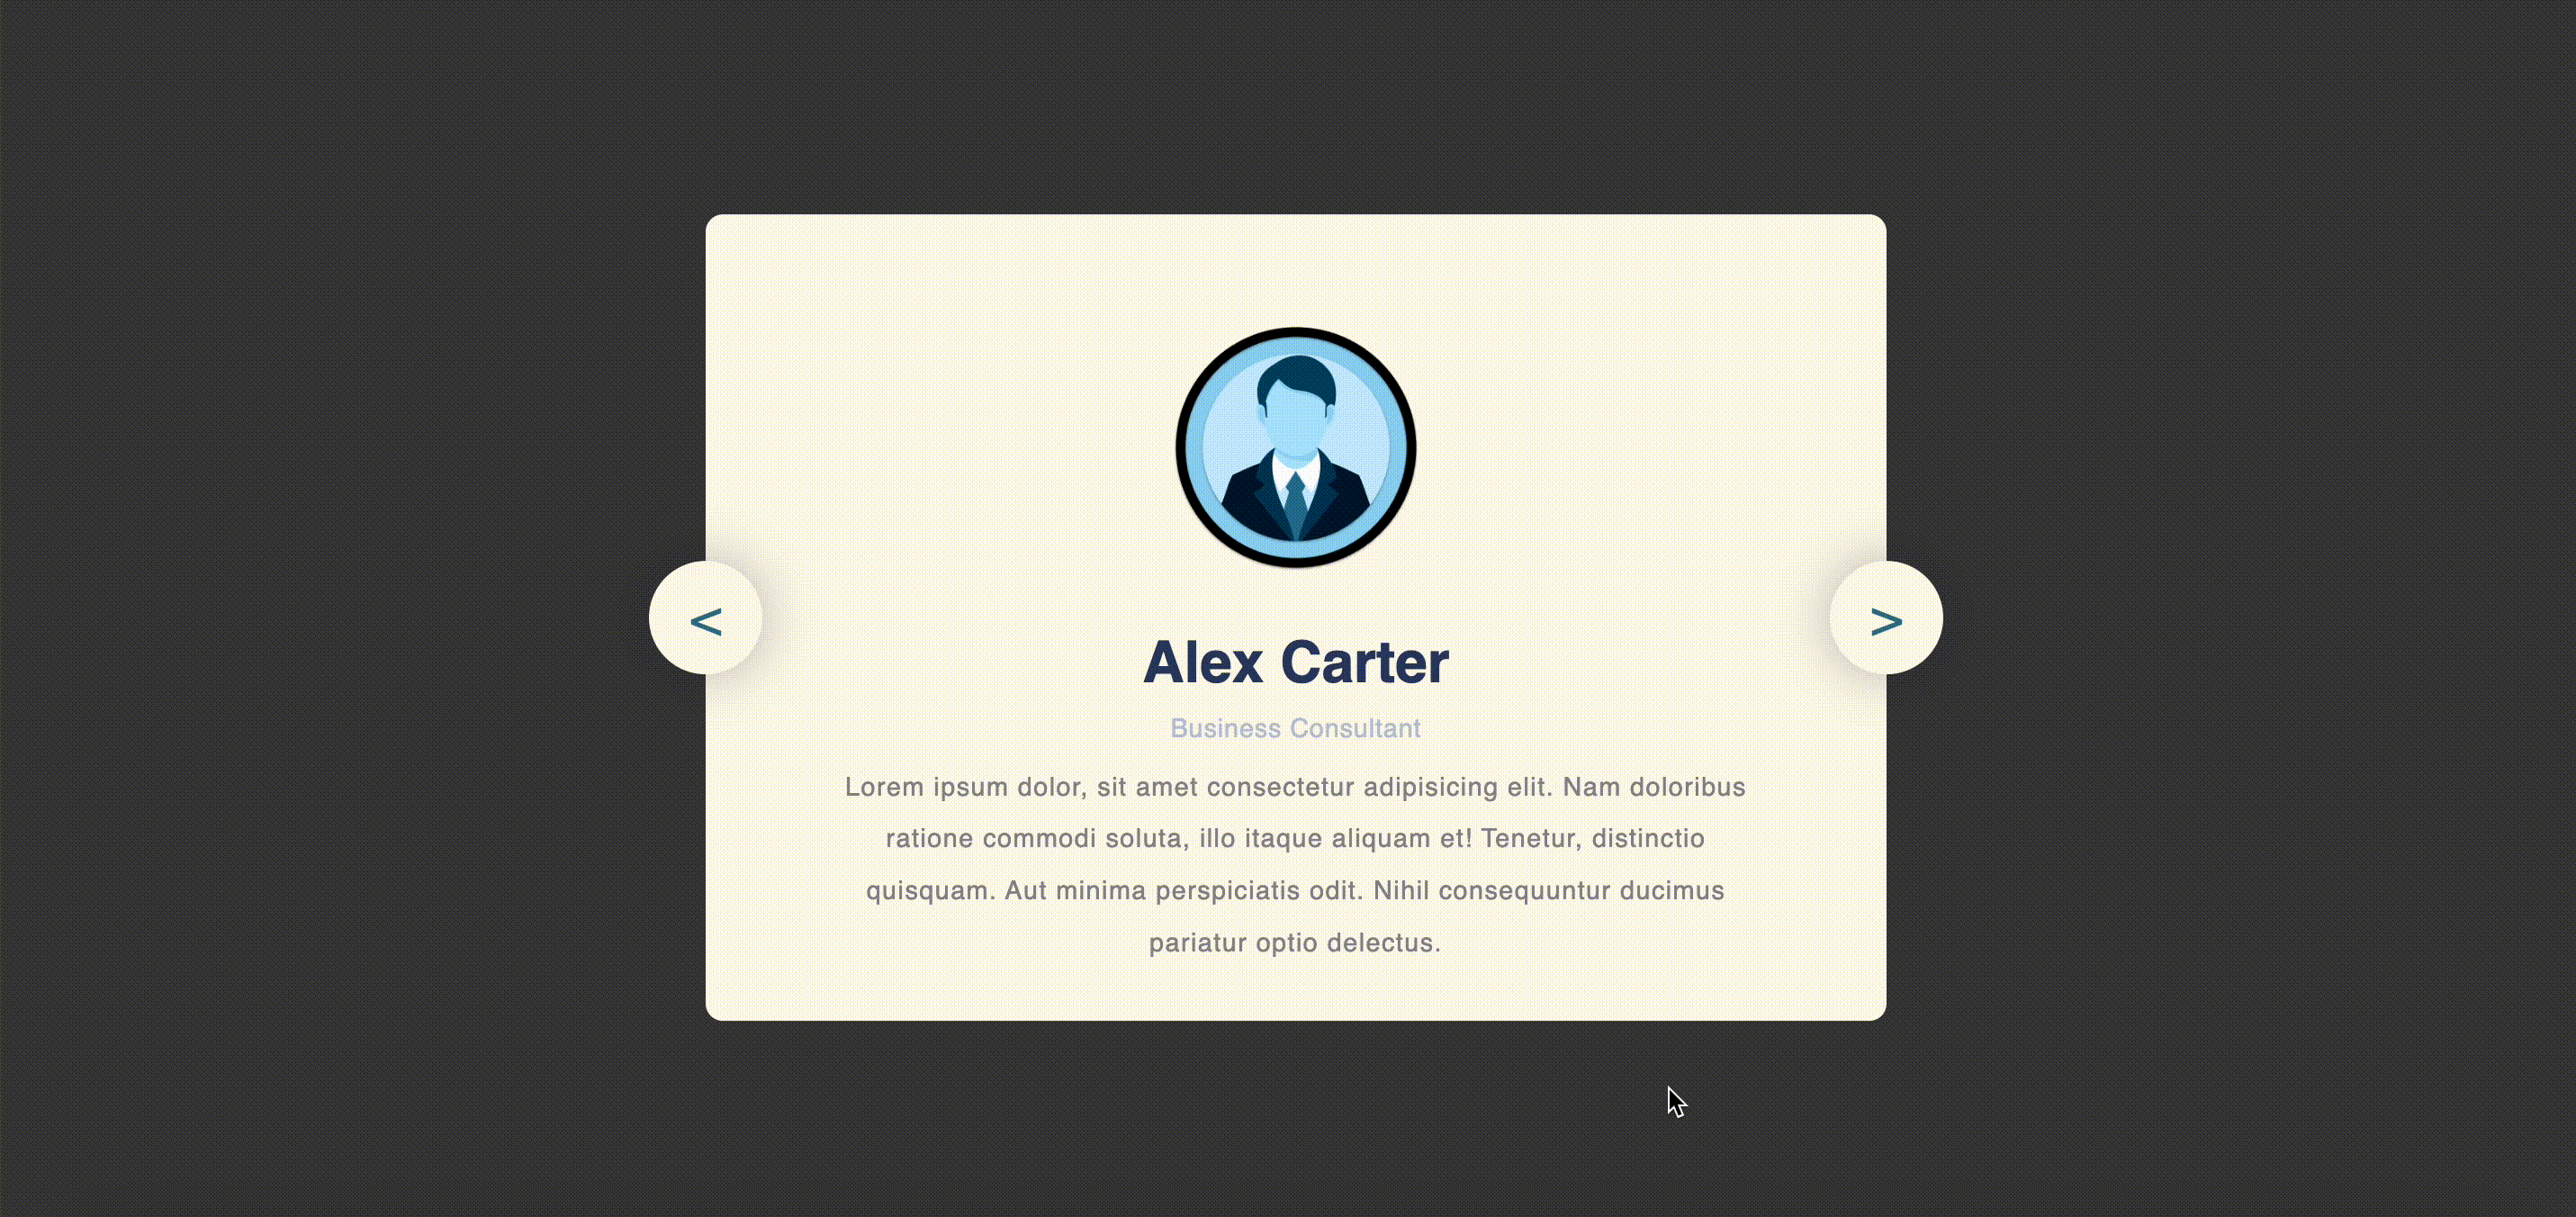 <
>
Alex Carter
Business Consultant
Lorem ipsum dolor, sit amet consectetur adipisicing elit. Nam doloribus
ratione commodi soluta, illo itaque aliquam et! Tenetur, distinctio
quisquam. Aut minima perspiciatis odit. Nihil consequuntur ducimus
pariatur optio delectus.